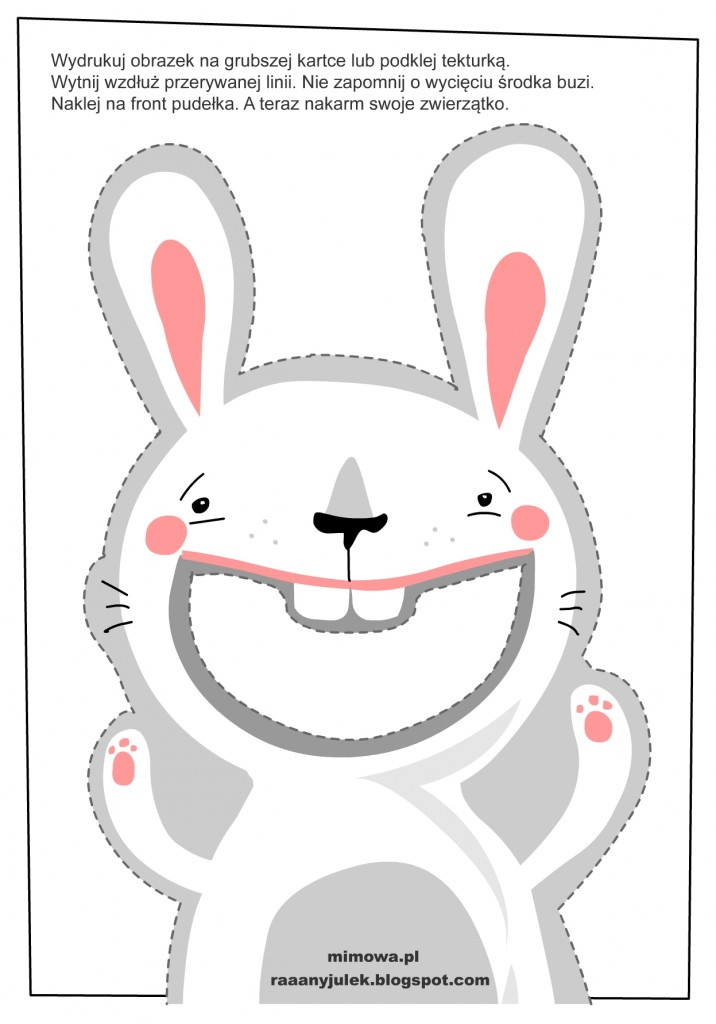 Wydrukuj obrazek na grubszej kartce lub podklej tekturką.
Wytnij wzdłuż przerywanej linii. Nie zapomnij o wycięciu środka buzi.
Naklej na front pudełka. A teraz nakarm swoje zwierzątko.
mimowa.pl
raaanyjulek.blogspot.com